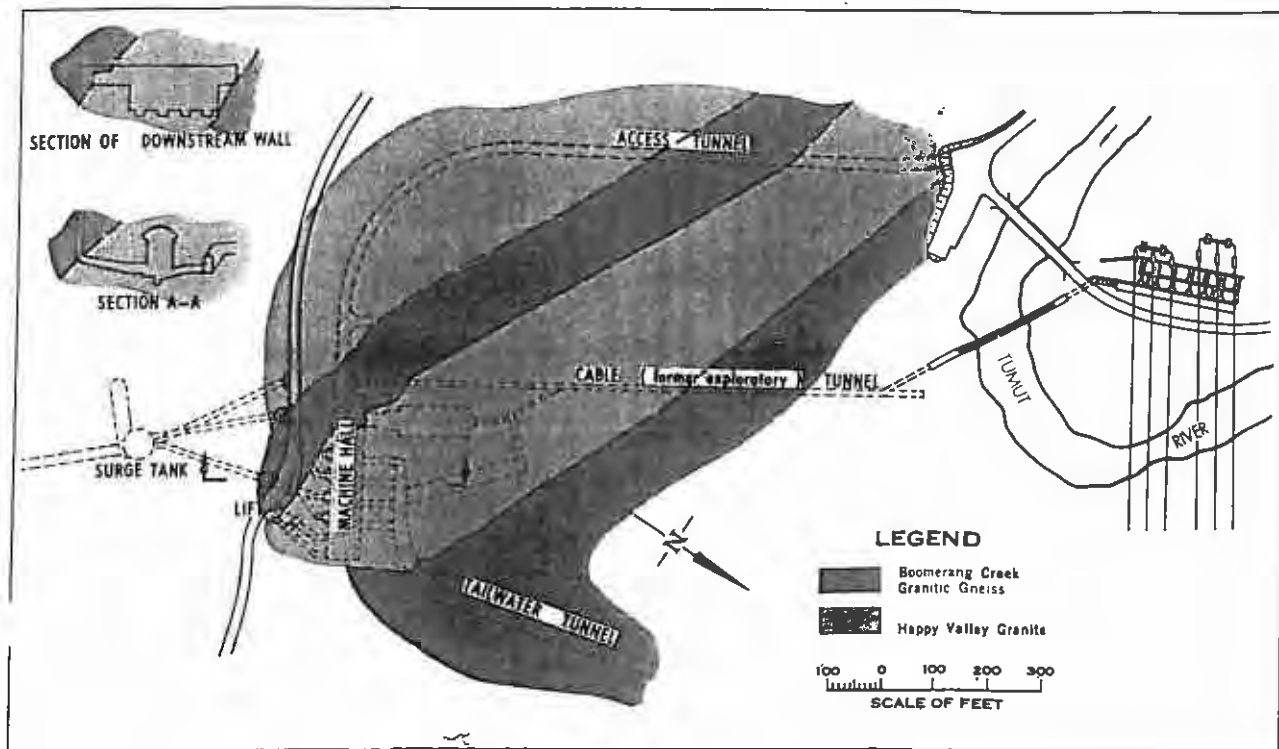 SECTION OF DOWNSTREAM WALL
SECTION A-A
ACCESS TUNNEL
CABLE (former exploratory) TUNNEL
SURGE TANK
LIFT
MACHINE HALL
TAILWATER TUNNEL
TUMUT
RIVER
N
LEGEND
Boomerang Creek
Granitic Gneiss
Happy Valley Granite
100 0 100 200 300
SCALE OF FEET